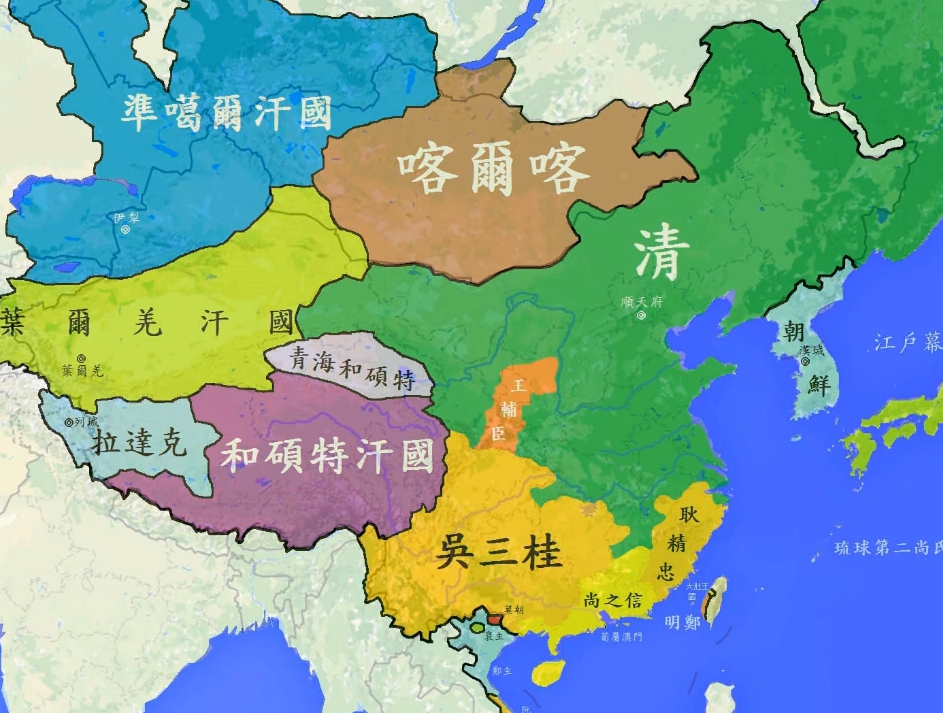 準噶爾汗國
喀爾喀
伊犁
清
順天府
葉爾羌汗國
葉爾羌
青海和碩特
朝鮮
漢城
江戶幕
王輔臣
列城
拉達克
和碩特汗國
吳三桂
耿精忠
琉球第二尚氏
尚之信
大肚王國
明鄭
葡屬澳門
莫朝
裒主
鄭主
阮